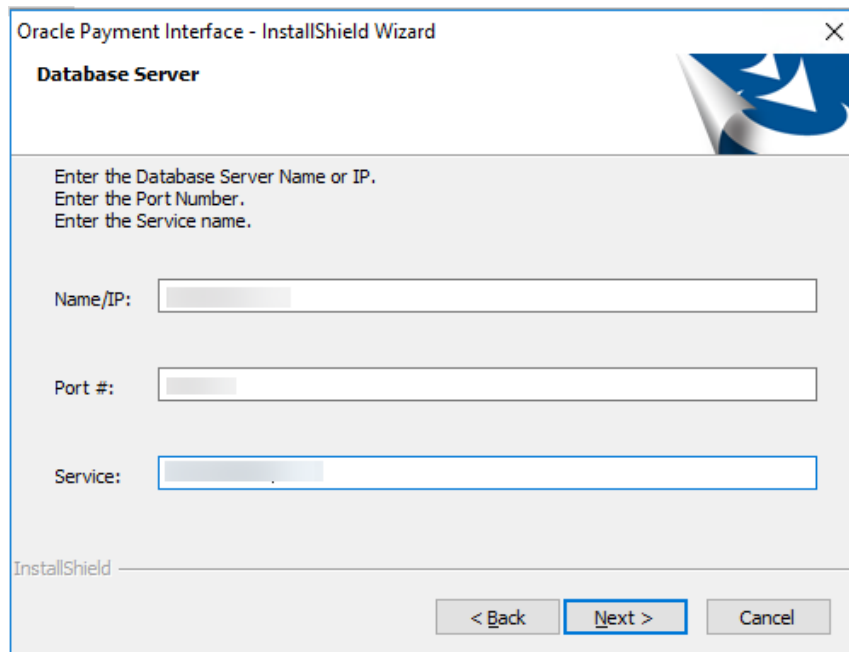 Oracle Payment Interface - InstallShield Wizard
Database Server
Enter the Database Server Name or IP.
Enter the Port Number.
Enter the Service name.
Name/IP:
Port #:
Service:
InstallShield
< Back
Next >
Cancel